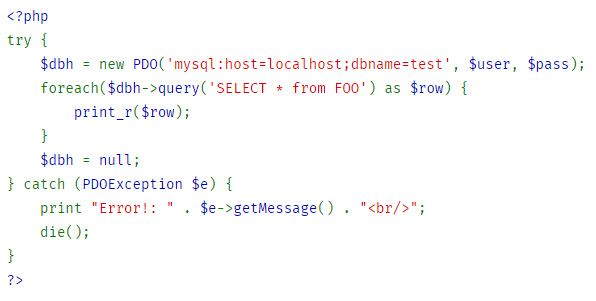 <?php
try {
    $dbh = new PDO('mysql:host=localhost;dbname=test', $user, $pass);
    foreach($dbh->query('SELECT * from FOO') as $row) {
        print_r($row);
    }
    $dbh = null;
} catch (PDOException $e) {
    print "Error!: " . $e->getMessage() . "<br/>";
    die();
}
?>